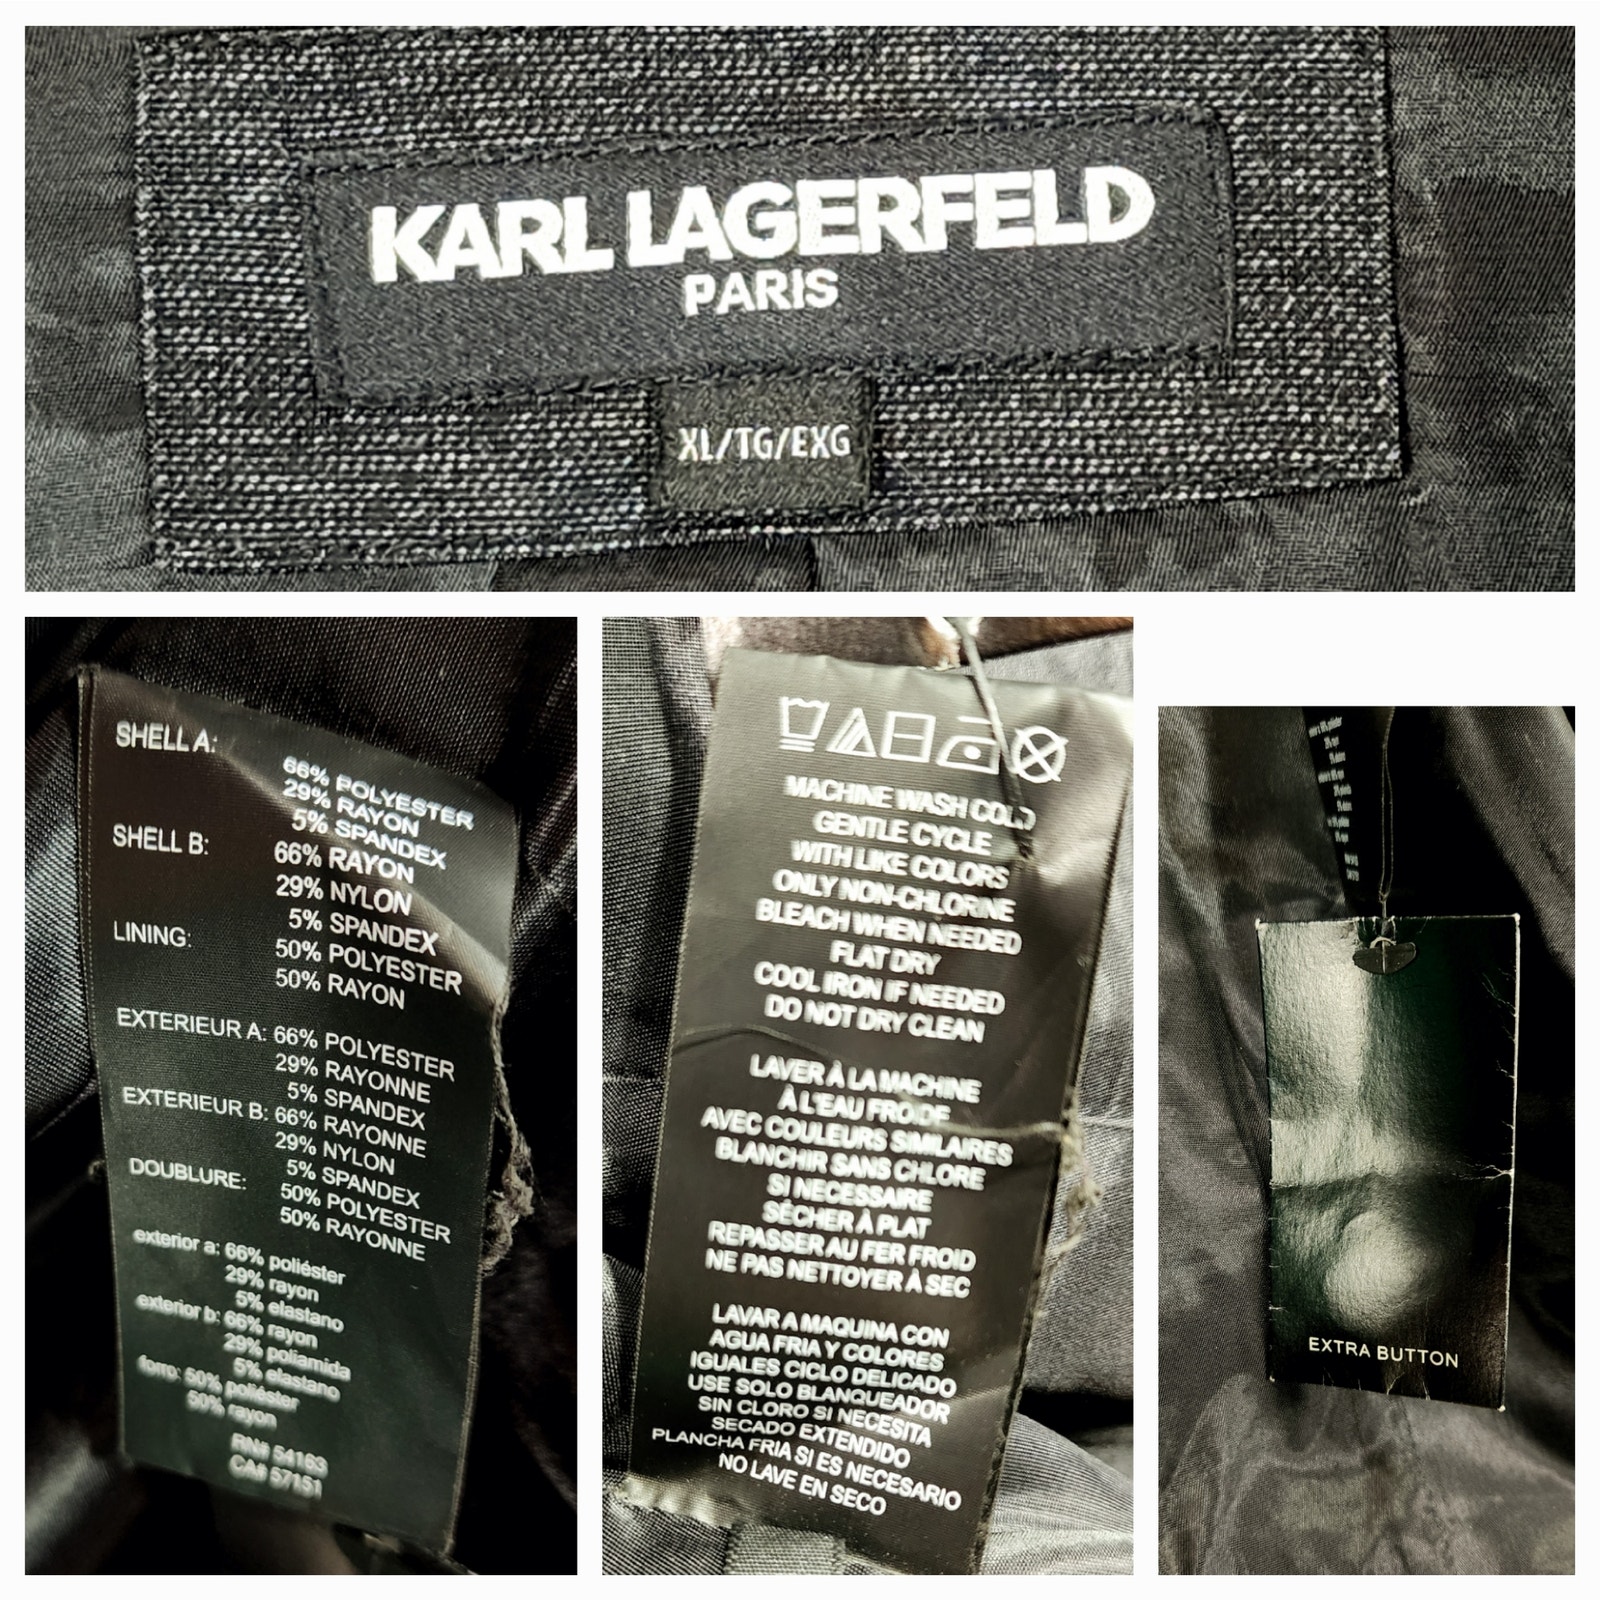 KARL LAGERFELD
PARIS
XL/TG/EXG
SHELL A:
66% POLYESTER
29% RAYON
5% SPANDEX
SHELL B:
66% RAYON
29% NYLON
5% SPANDEX
LINING:
50% POLYESTER
50% RAYON
EXTERIEUR A: 66% POLYESTER
29% RAYONNE
5% SPANDEX
EXTERIEUR B: 66% RAYONNE
29% NYLON
5% SPANDEX
DOUBLURE:
50% POLYESTER
50% RAYONNE
exterior a: 66% poliéster
29% rayon
5% elastano
exterior b: 66% rayon
29% poliamida
5% elastano
forro: 50% poliéster
50% rayon
RN# 54163
CA# 57151
MACHINE WASH COLD
GENTLE CYCLE
WITH LIKE COLORS
ONLY NON-CHLORINE
BLEACH WHEN NEEDED
FLAT DRY
COOL IRON IF NEEDED
DO NOT DRY CLEAN
LAVER À LA MACHINE
À L'EAU FROIDE
AVEC COULEURS SIMILAIRES
BLANCHIR SANS CHLORE
SI NECESSAIRE
SÉCHER À PLAT
REPASSER AU FER FROID
NE PAS NETTOYER À SEC
LAVAR A MAQUINA CON
AGUA FRIA Y COLORES
IGUALES CICLO DELICADO
USE SOLO BLANQUEADOR
SIN CLORO SI NECESITA
SECADO EXTENDIDO
PLANCHA FRIA SI ES NECESARIO
NO LAVE EN SECO
EXTRA BUTTON